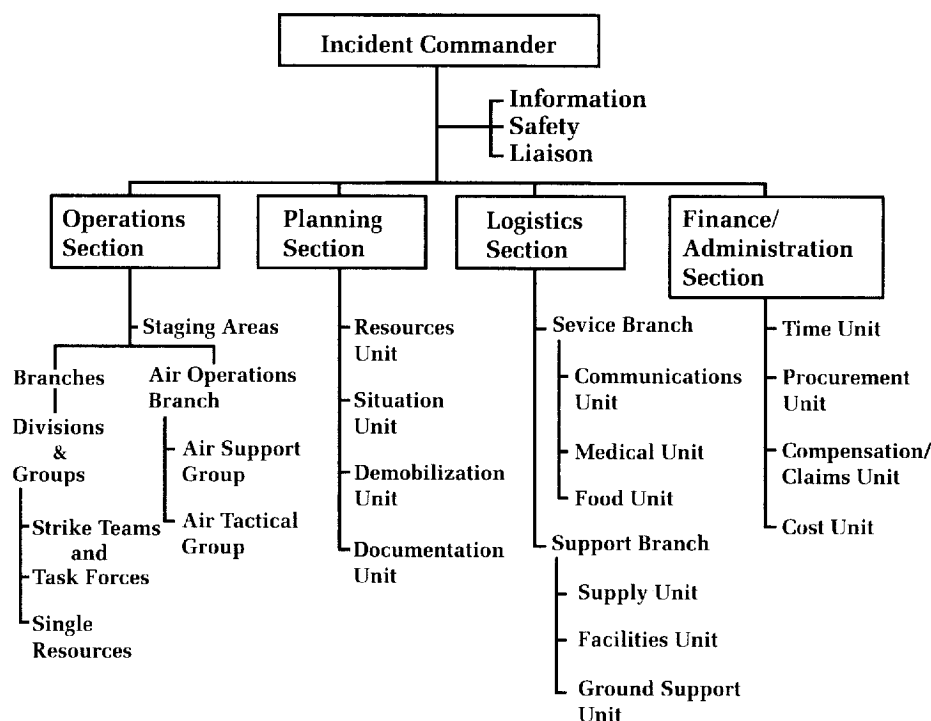 Incident Commander
Information
Safety
Liaison
Operations
Section
Planning
Section
Logistics
Section
Finance/
Administration
Section
Staging Areas
Branches
Divisions
&
Groups
Strike Teams
and
Task Forces
Single
Resources
Air Operations
Branch
Air Support
Group
Air Tactical
Group
Resources
Unit
Situation
Unit
Demobilization
Unit
Documentation
Unit
Sevice Branch
Communications
Unit
Medical Unit
Food Unit
Support Branch
Supply Unit
Facilities Unit
Ground Support
Unit
Time Unit
Procurement
Unit
Compensation/
Claims Unit
Cost Unit